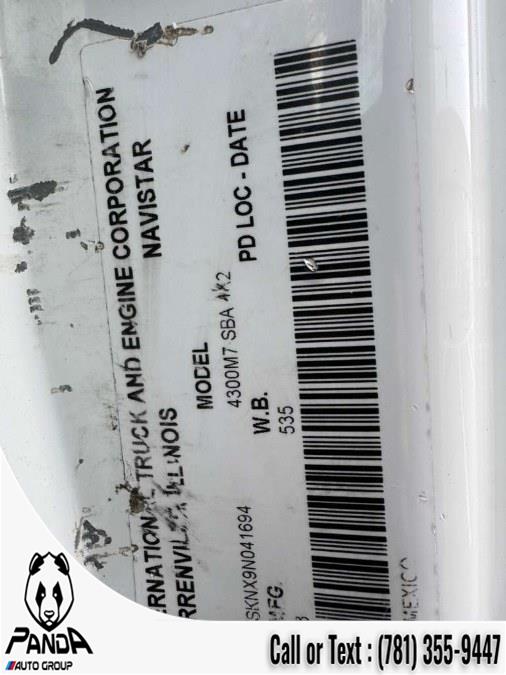 ERNATIONAL TRUCK AND ENGINE CORPORATION
RRENVILLE, ILLINOIS NAVISTAR
MODEL
4300M7 SBA 4X2
W.B. PD LOC - DATE
535
SKNX9N041694
MFG.
MEXICO
PANDA
AUTO GROUP
Call or Text : (781) 355-9447